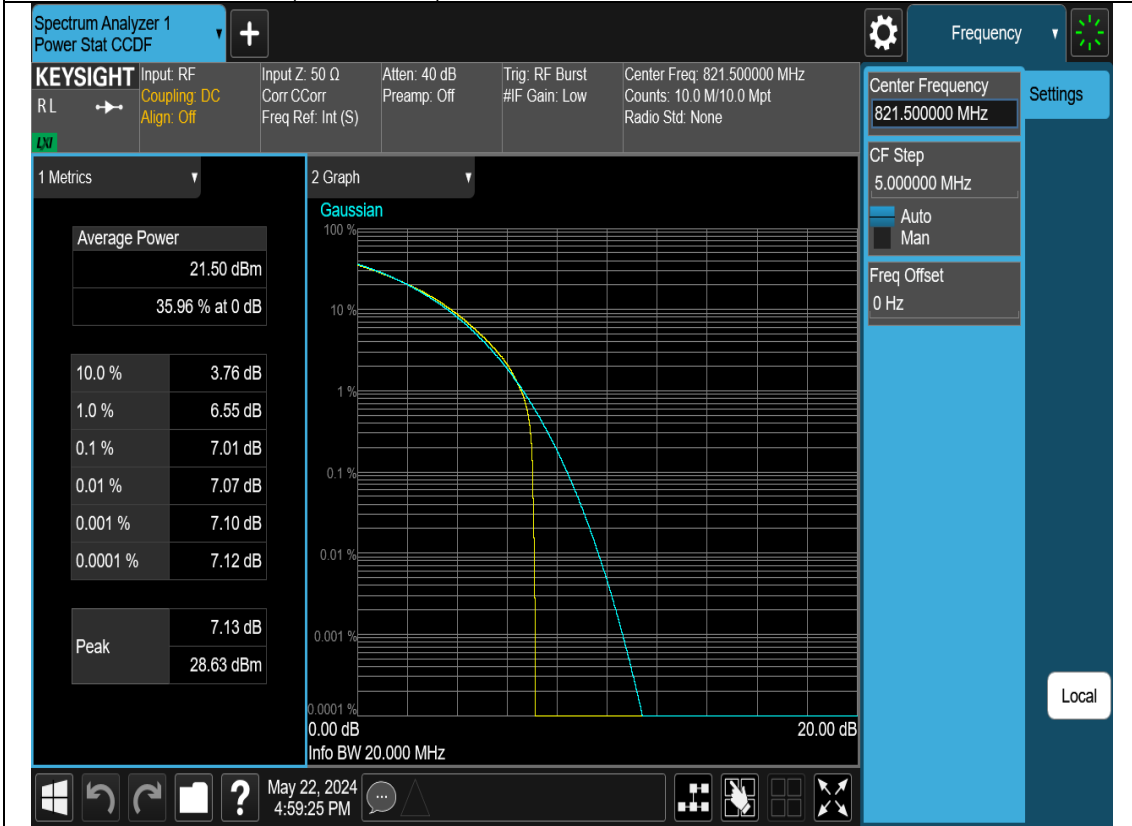 Spectrum Analyzer 1
Power Stat CCDF
+
Frequency
KEYSIGHT
RL
LXI
Input: RF
Coupling: DC
Align: Off
Input Z: 50 Ω
Corr CCorr
Freq Ref: Int (S)
Atten: 40 dB
Preamp: Off
Trig: RF Burst
#IF Gain: Low
Center Freq: 821.500000 MHz
Counts: 10.0 M/10.0 Mpt
Radio Std: None
Center Frequency
821.500000 MHz
Settings
CF Step
5.000000 MHz
Auto
Man
Freq Offset
0 Hz
Local
1 Metrics
Average Power
21.50 dBm
35.96 % at 0 dB
10.0 % 3.76 dB
1.0 % 6.55 dB
0.1 % 7.01 dB
0.01 % 7.07 dB
0.001 % 7.10 dB
0.0001 % 7.12 dB
Peak
7.13 dB
28.63 dBm
2 Graph
Gaussian
100 %
10 %
1 %
0.1 %
0.01 %
0.001 %
0.0001 %
0.00 dB 20.00 dB
Info BW 20.000 MHz
?
May 22, 2024
4:59:25 PM